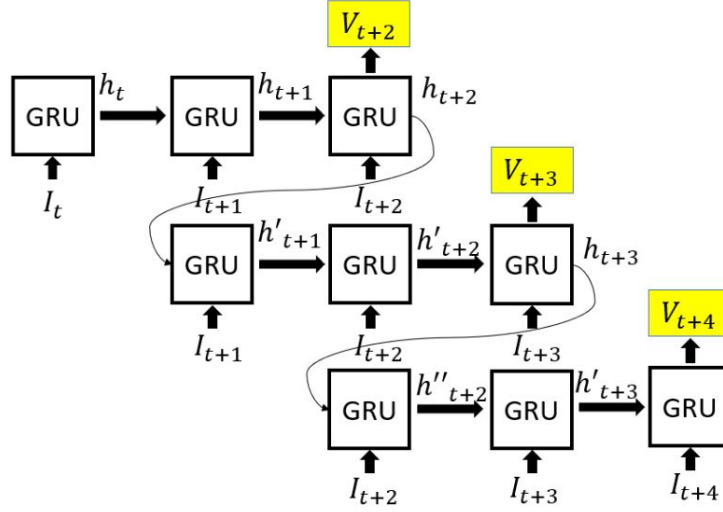 V_{t+2}
h_t h_{t+1} h_{t+2}
GRU GRU GRU
I_t I_{t+1} I_{t+2} V_{t+3}
h'_{t+1} h'_{t+2} h_{t+3}
GRU GRU GRU
I_{t+1} I_{t+2} I_{t+3} V_{t+4}
h''_{t+2} h'_{t+3}
GRU GRU GRU
I_{t+2} I_{t+3} I_{t+4}